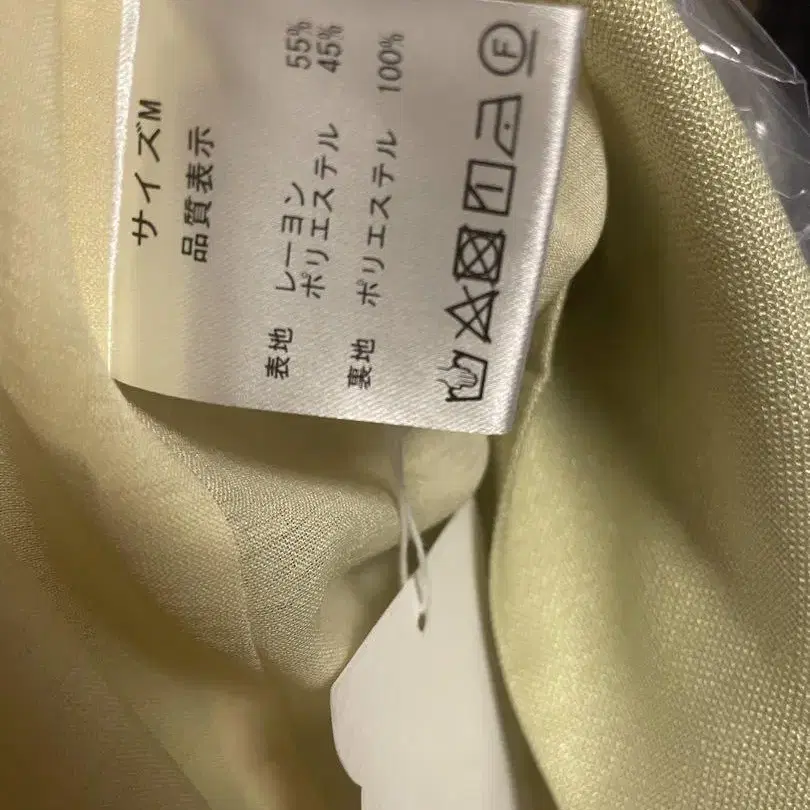 サイズM
品質表示
表地 レーヨン 55%
ポリエステル 45%
裏地 ポリエステル 100%
F